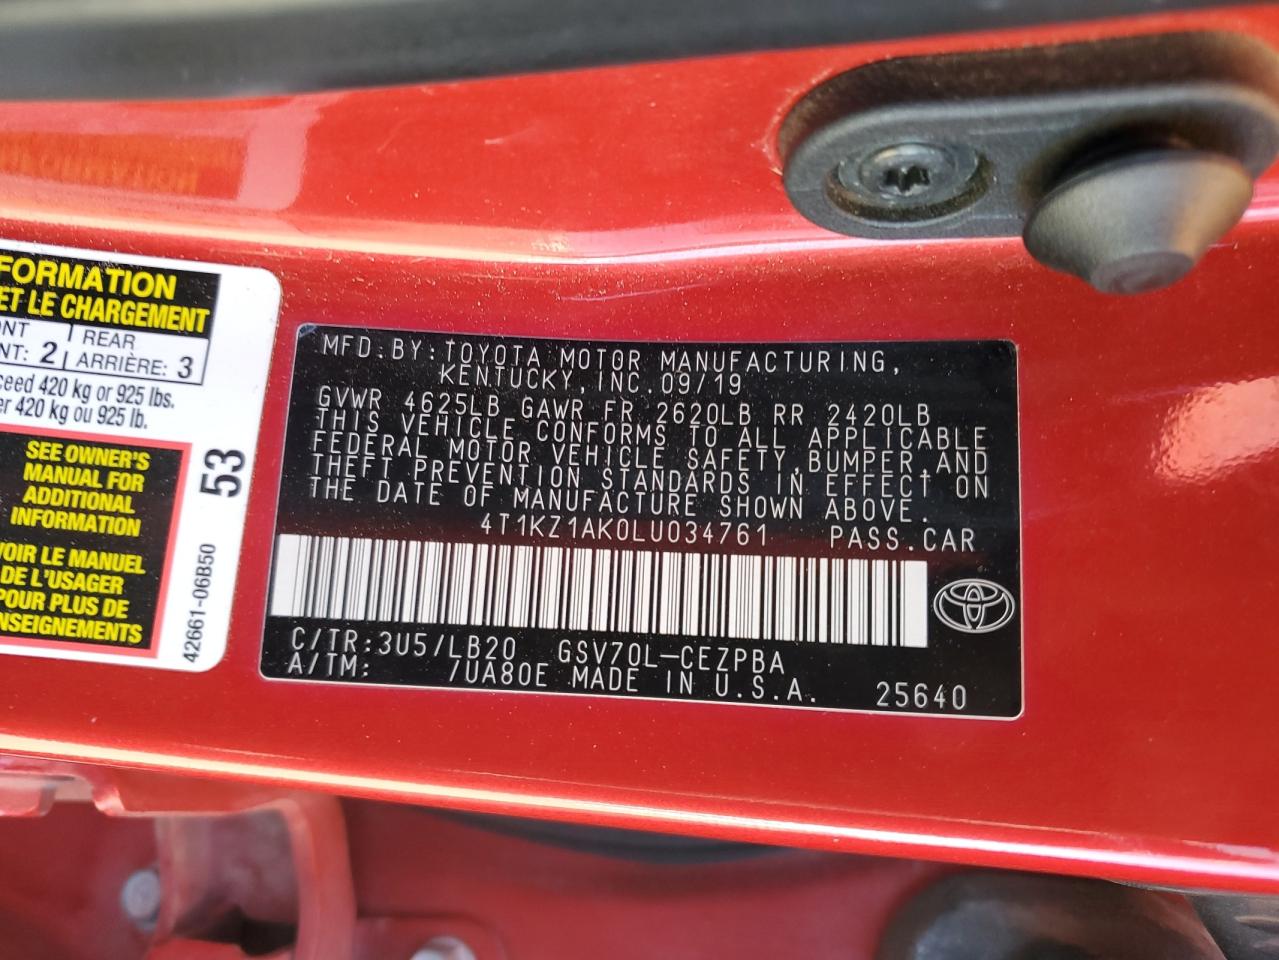 FORMATION
ET LE CHARGEMENT
REAR
NT: 2 ARRIÈRE: 3
ceed 420 kg or 925 lbs.
er 420 kg ou 925 lb.
SEE OWNER'S
MANUAL FOR
ADDITIONAL
INFORMATION
VOIR LE MANUEL
DE L'USAGER
POUR PLUS DE
NSEIGNEMENTS
53
42661-06B50
MFD.BY:TOYOTA MOTOR MANUFACTURING,
KENTUCKY,INC.09/19
GVWR 4625LB GAWR FR 2620LB RR 2420LB
THIS VEHICLE CONFORMS TO ALL APPLICABLE
FEDERAL MOTOR VEHICLE SAFETY,BUMPER,AND
THEFT PREVENTION STANDARDS IN EFFECT ON
THE DATE OF MANUFACTURE SHOWN ABOVE.
4T1KZ1AK0LU034761 PASS.CAR
C/TR:3U5/LB20 GSV70L-CEZPBA
A/TM: /UA80E MADE IN U.S.A. 25640